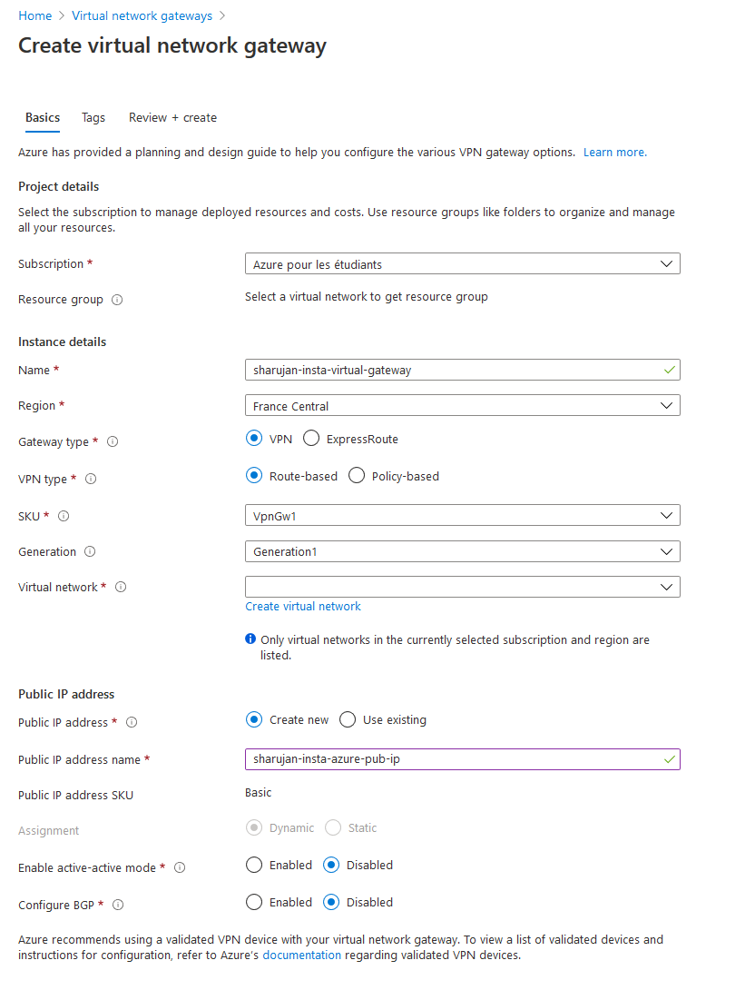 Home > Virtual network gateways >
Create virtual network gateway
Basics Tags Review + create
Azure has provided a planning and design guide to help you configure the various VPN gateway options. Learn more.
Project details
Select the subscription to manage deployed resources and costs. Use resource groups like folders to organize and manage
all your resources.
Subscription * Azure pour les étudiants
Resource group Select a virtual network to get resource group
Instance details
Name * sharujan-insta-virtual-gateway
Region * France Central
Gateway type * VPN ExpressRoute
VPN type * Route-based Policy-based
SKU * VpnGw1
Generation Generation1
Virtual network *
Create virtual network
Only virtual networks in the currently selected subscription and region are
listed.
Public IP address
Public IP address * Create new Use existing
Public IP address name * sharujan-insta-azure-pub-ip
Public IP address SKU Basic
Assignment Dynamic Static
Enable active-active mode * Enabled Disabled
Configure BGP * Enabled Disabled
Azure recommends using a validated VPN device with your virtual network gateway. To view a list of validated devices and
instructions for configuration, refer to Azure's documentation regarding validated VPN devices.